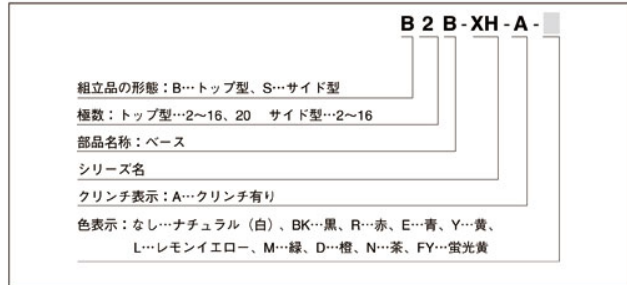 B 2 B - XH - A -
組立品の形態：B…トップ型、S…サイド型
極数：トップ型…2～16、20　サイド型…2～16
部品名称：ベース
シリーズ名
クリンチ表示：A…クリンチ有り
色表示：なし…ナチュラル（白）、BK…黒、R…赤、E…青、Y…黄、
L…レモンイエロー、M…緑、D…橙、N…茶、FY…蛍光黄